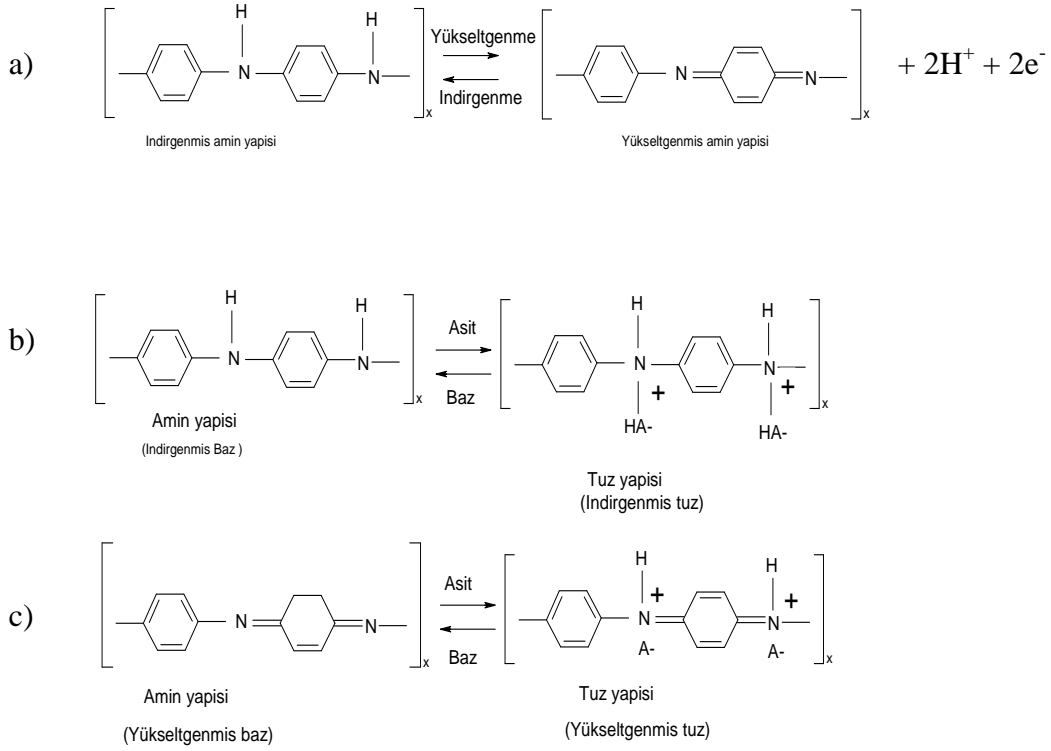 a)
H
H
N
N
x
Yükseltgenme
Indirgenme
N
N
x
+ 2H+ + 2e-
Indirgenmis amin yapisi
Yükseltgenmis amin yapisi
b)
H
H
N
N
x
Asit
Baz
H
H
N
N
+
+
HA-
HA-
x
Amin yapisi
(Indirgenmis Baz )
Tuz yapisi
(Indirgenmis tuz)
c)
N
N
x
Asit
Baz
H
H
+
+
N
N
A-
A-
x
Amin yapisi
(Yükseltgenmis baz)
Tuz yapisi
(Yükseltgenmis tuz)